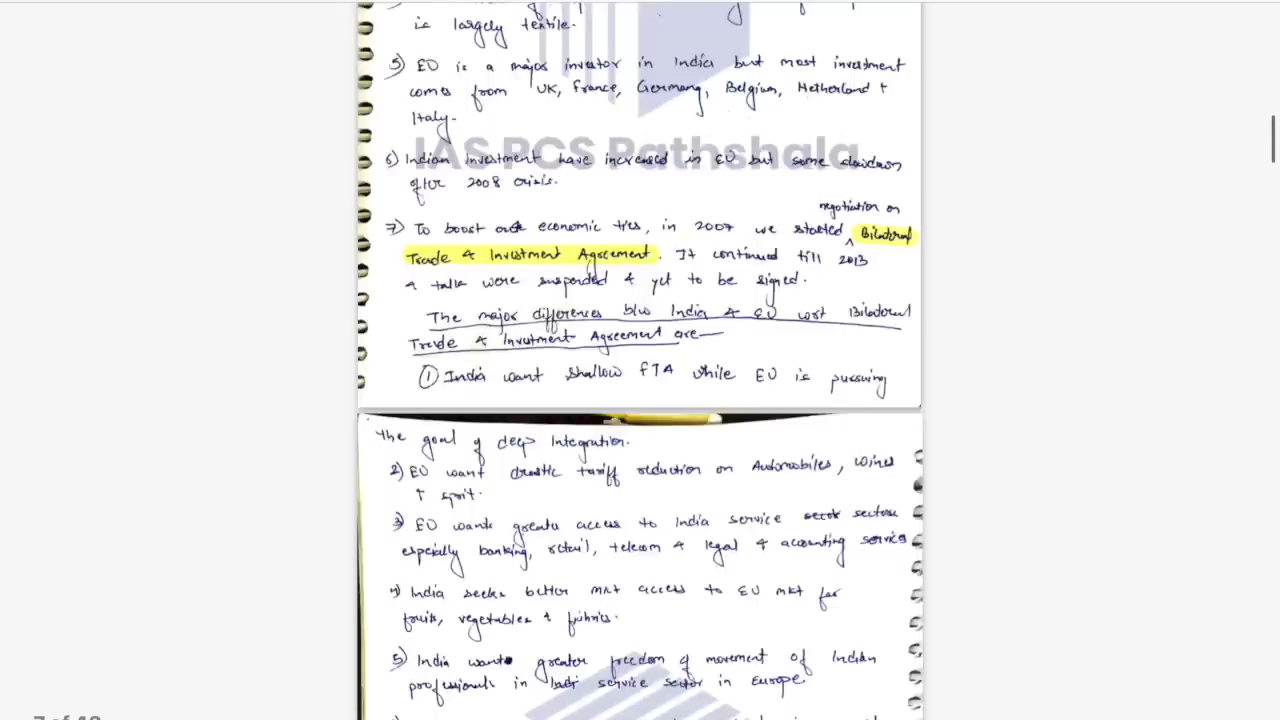 is largely textile.
5) EU is a major investor in India but most investment
comes from UK, France, Germany, Belgium, Netherland &
Italy.
IAS PCS Pathshala
6) Indian investment have increased in EU but some slowdown
after 2008 crisis.
negotiation on
7) To boost our economic ties, in 2007 we started ^ Bilateral
Trade & Investment Agreement. It continued till 2013
& talk were suspended & yet to be signed.
The major differences b/w India & EU wrt Bilateral
Trade & Investment Agreement are—
① India want shallow FTA while EU is pursuing
the goal of deep integration.
2) EU want drastic tariff reduction on Automobiles, wines
& sprit.
3) EU wants greater access to India service sectors
especially banking, retail, telecom & legal & accounting service
4) India seeks better mkt access to EU mkt for
fruits, vegetables & fishries.
5) India want greater freedom of movement of Indian
professionals in service sector in Europe.
7 of 40